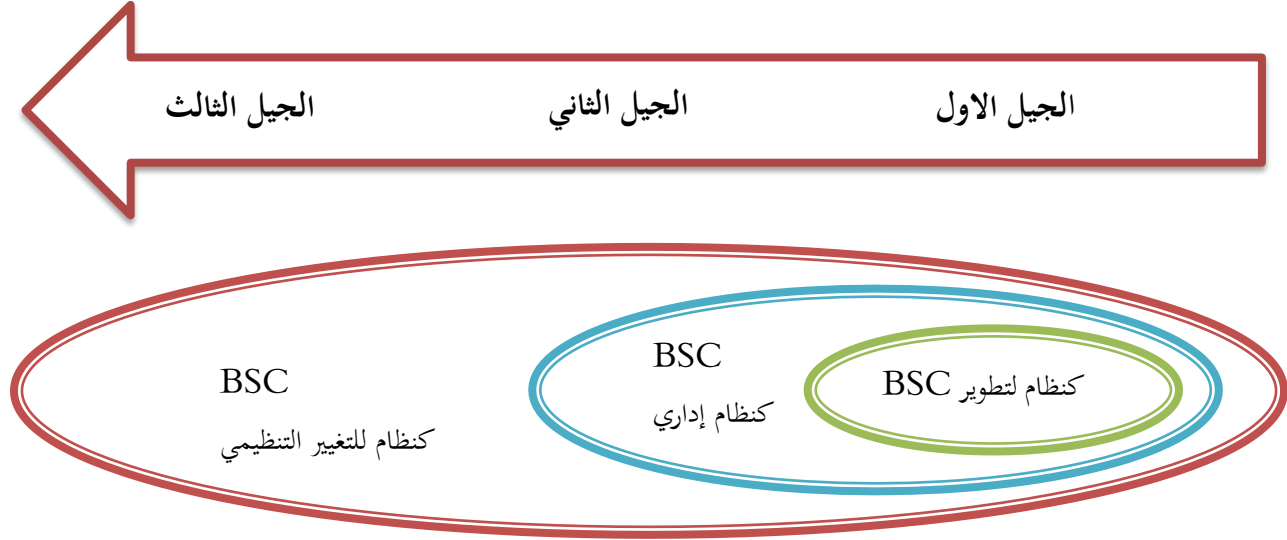 الجيل الاول
الجيل الثاني
الجيل الثالث
BSC كنظام لتطوير
BSC
كنظام إداري
BSC
كنظام للتغيير التنظيمي